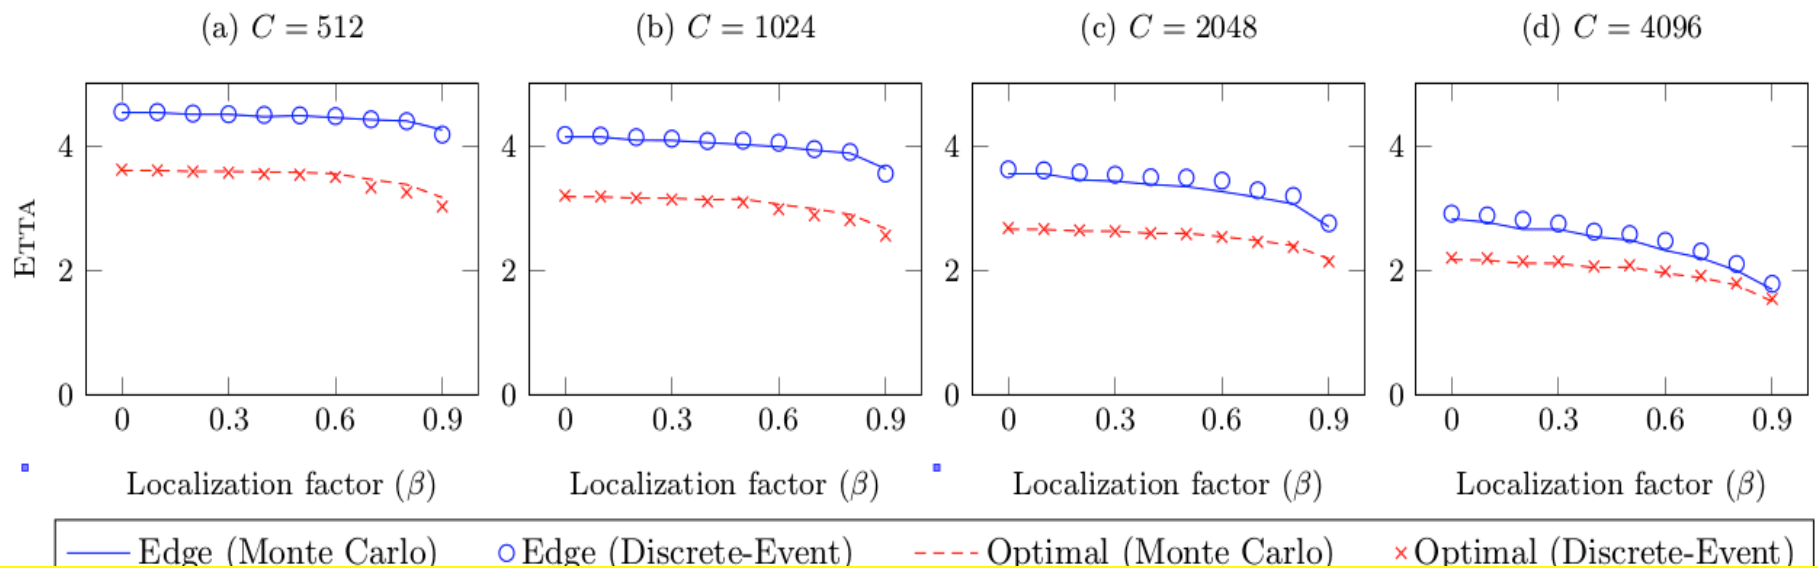 (a) C = 512 (b) C = 1024 (c) C = 2048 (d) C = 4096
ETTA
4 4 4 4
2 2 2 2
0 0 0 0
0 0.3 0.6 0.9 0 0.3 0.6 0.9 0 0.3 0.6 0.9 0 0.3 0.6 0.9
Localization factor (β) Localization factor (β) Localization factor (β) Localization factor (β)
Edge (Monte Carlo) Edge (Discrete-Event) Optimal (Monte Carlo) Optimal (Discrete-Event)